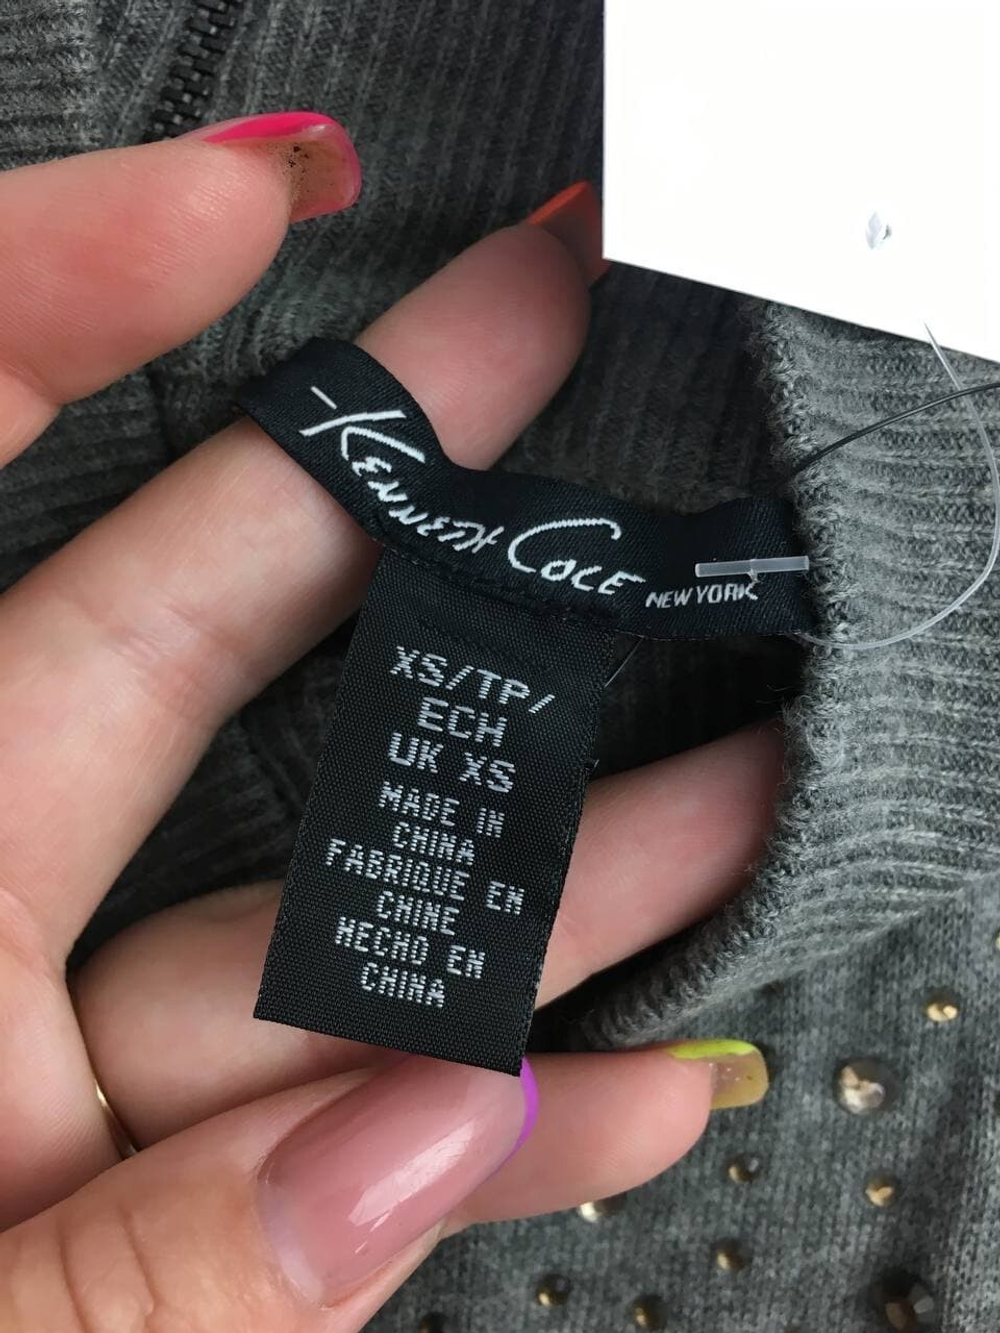 KENNETH COLE NEW YORK
XS/TP/
ECH
UK XS
MADE IN
CHINA
FABRIQUE EN
CHINE
HECHO EN
CHINA